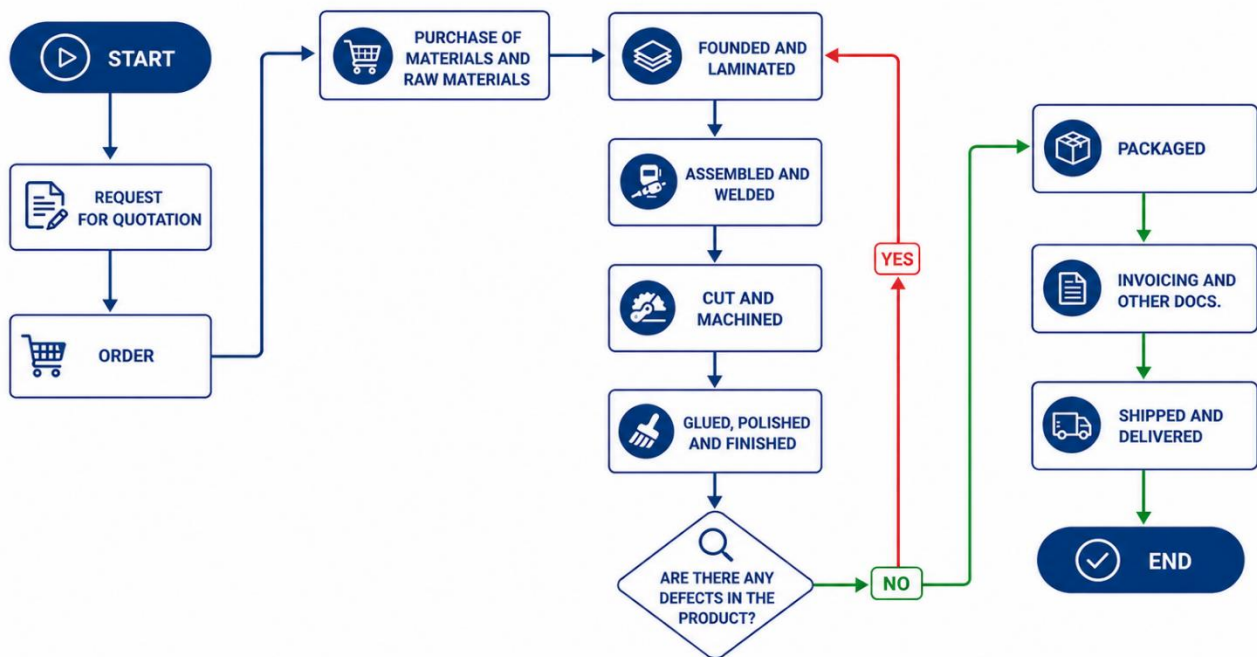 START
REQUEST
FOR QUOTATION
ORDER
PURCHASE OF
MATERIALS AND
RAW MATERIALS
FOUNDED AND
LAMINATED
ASSEMBLED AND
WELDED
CUT AND
MACHINED
GLUED, POLISHED
AND FINISHED
ARE THERE ANY
DEFECTS IN THE
PRODUCT?
YES
NO
PACKAGED
INVOICING AND
OTHER DOCS.
SHIPPED AND
DELIVERED
END